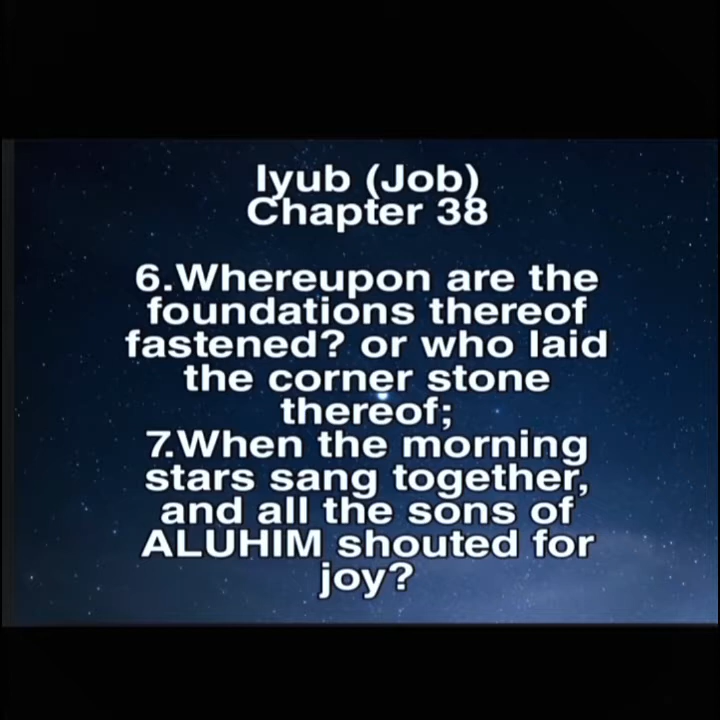 Iyub (Job)
Chapter 38
6.Whereupon are the
foundations thereof
fastened? or who laid
the corner stone
thereof;
7.When the morning
stars sang together,
and all the sons of
ALUHIM shouted for
joy?